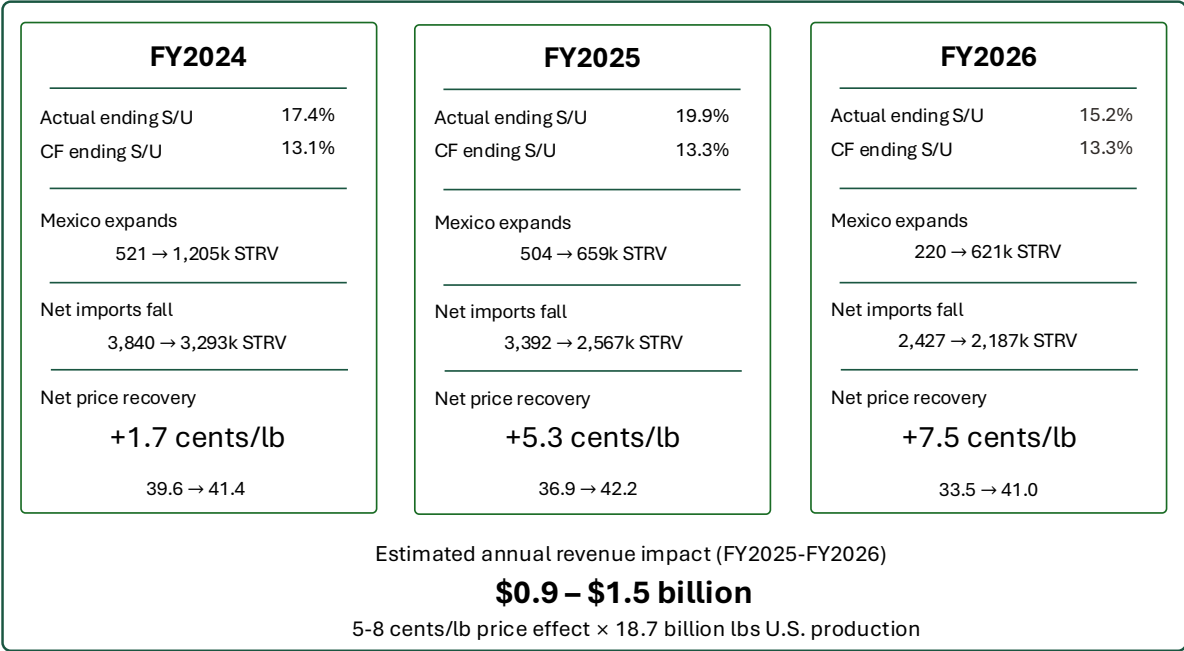 FY2024
Actual ending S/U 17.4%
CF ending S/U 13.1%
Mexico expands
521 → 1,205k STRV
Net imports fall
3,840 → 3,293k STRV
Net price recovery
+1.7 cents/lb
39.6 → 41.4
FY2025
Actual ending S/U 19.9%
CF ending S/U 13.3%
Mexico expands
504 → 659k STRV
Net imports fall
3,392 → 2,567k STRV
Net price recovery
+5.3 cents/lb
36.9 → 42.2
FY2026
Actual ending S/U 15.2%
CF ending S/U 13.3%
Mexico expands
220 → 621k STRV
Net imports fall
2,427 → 2,187k STRV
Net price recovery
+7.5 cents/lb
33.5 → 41.0
Estimated annual revenue impact (FY2025-FY2026)
$0.9 – $1.5 billion
5-8 cents/lb price effect × 18.7 billion lbs U.S. production